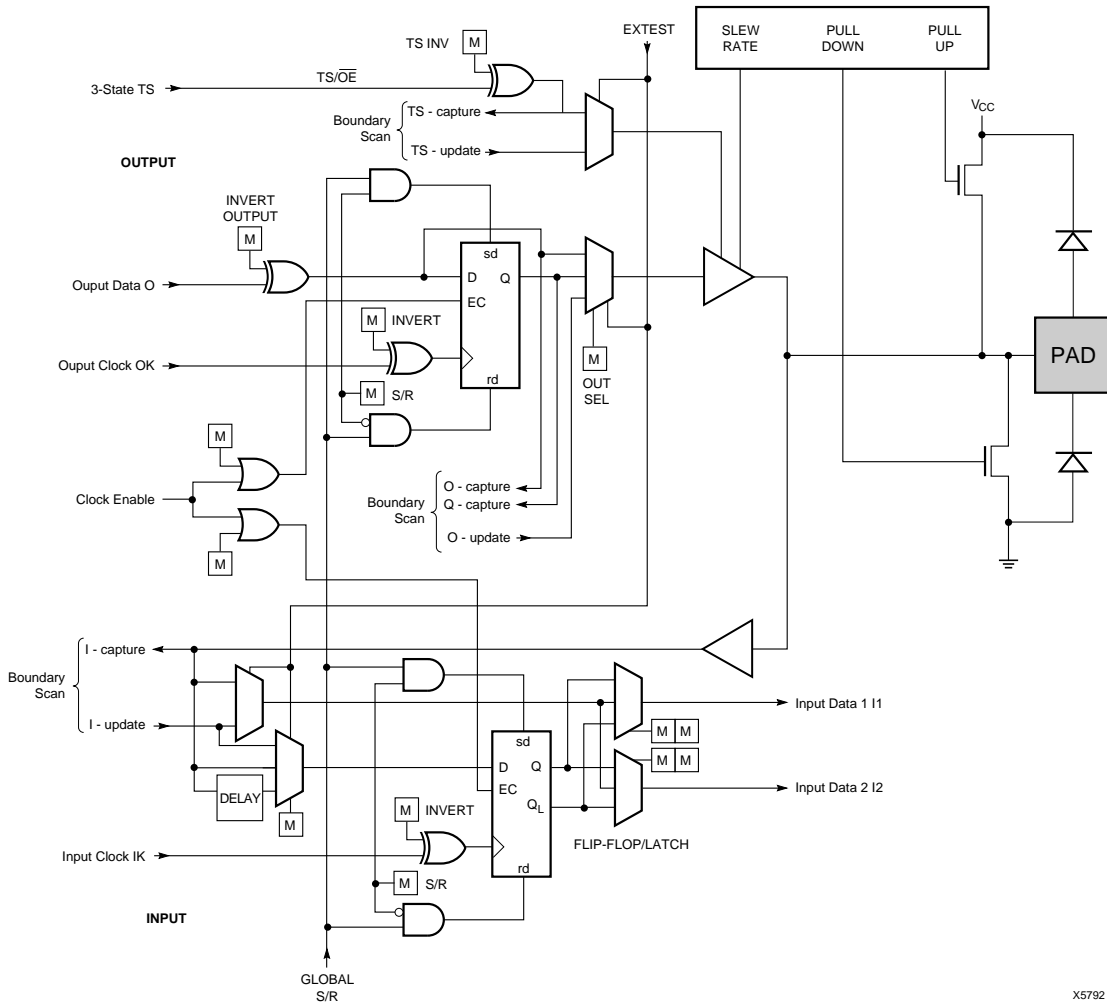 EXTEST
SLEW
RATE
PULL
DOWN
PULL
UP
TS INV
M
3-State TS
TS/OE
VCC
Boundary
Scan
TS - capture
TS - update
OUTPUT
INVERT
OUTPUT
M
sd
D
Q
EC
rd
Ouput Data O
M
INVERT
Ouput Clock OK
M
S/R
M
OUT
SEL
PAD
M
Clock Enable
M
Boundary
Scan
O - capture
Q - capture
O - update
Boundary
Scan
I - capture
I - update
Input Data 1 I1
M M
sd
D
Q
EC
QL
rd
M M
Input Data 2 I2
DELAY
M
M
INVERT
FLIP-FLOP/LATCH
Input Clock IK
M
S/R
INPUT
GLOBAL
S/R
X5792